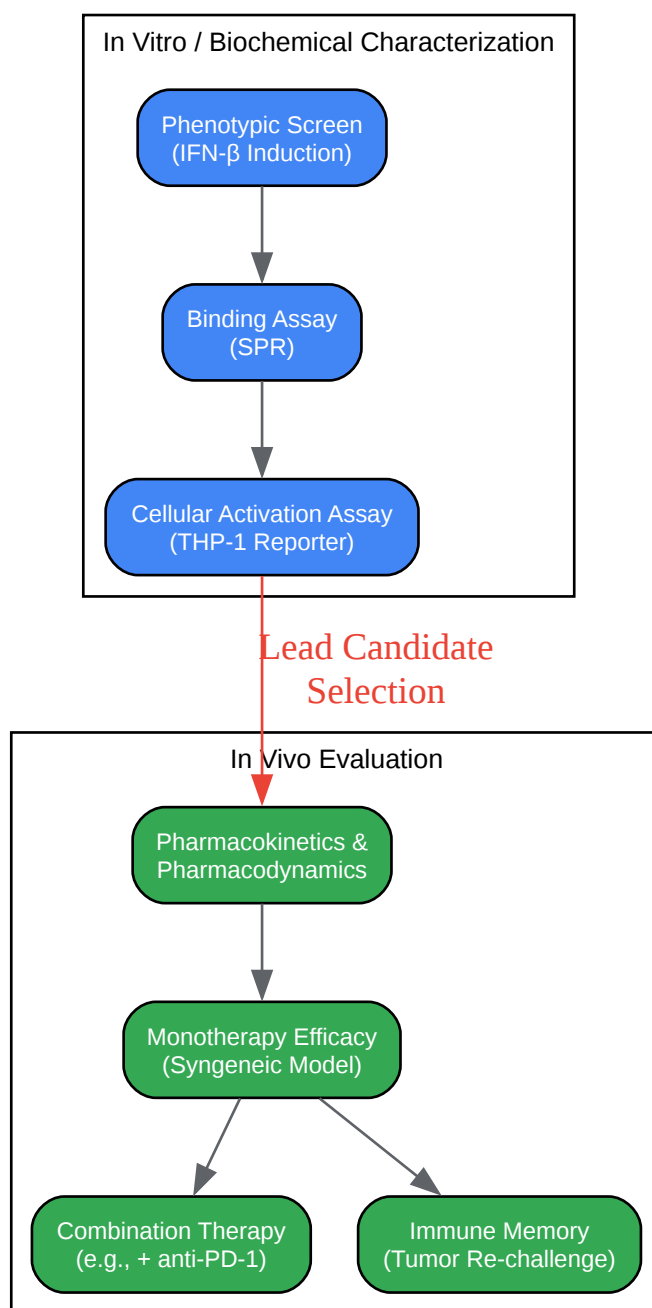 In Vitro / Biochemical Characterization
Phenotypic Screen
(IFN-β Induction)
Binding Assay
(SPR)
Cellular Activation Assay
(THP-1 Reporter)
Lead Candidate
Selection
In Vivo Evaluation
Pharmacokinetics &
Pharmacodynamics
Monotherapy Efficacy
(Syngeneic Model)
Combination Therapy
(e.g., + anti-PD-1)
Immune Memory
(Tumor Re-challenge)